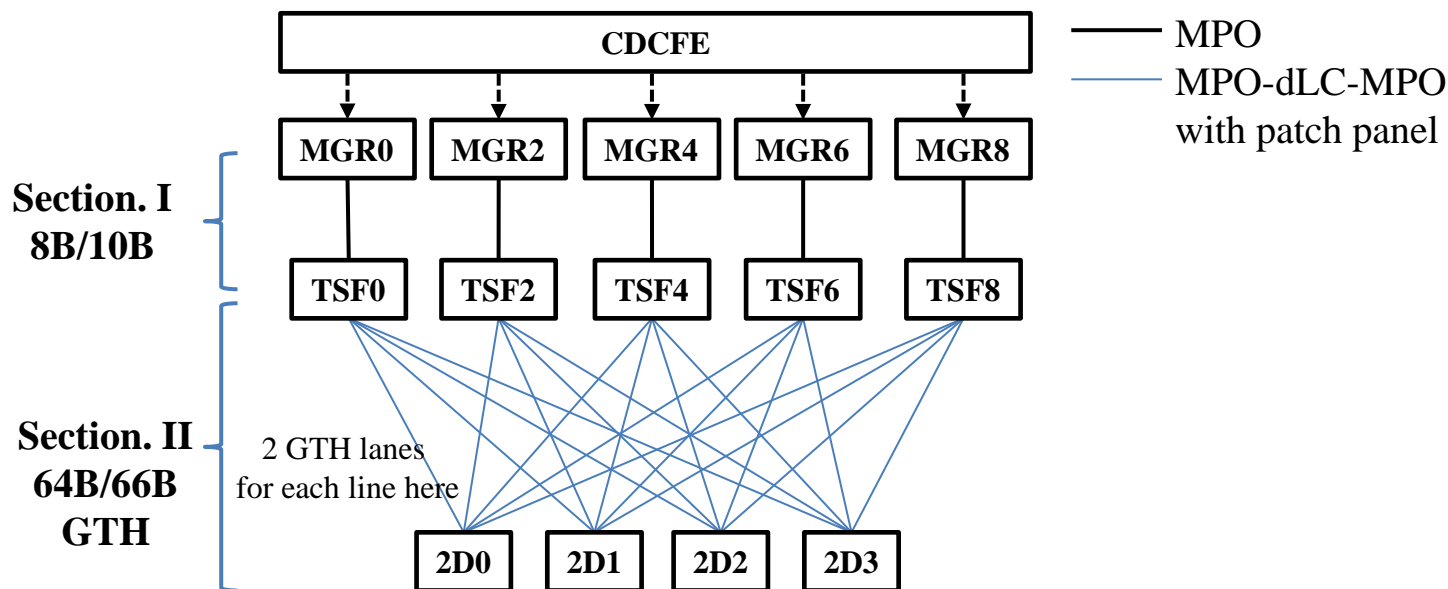 CDCFE
MPO
MPO-dLC-MPO
with patch panel
MGR0
MGR2
MGR4
MGR6
MGR8
Section. I
8B/10B
TSF0
TSF2
TSF4
TSF6
TSF8
Section. II
64B/66B
GTH
2 GTH lanes
for each line here
2D0
2D1
2D2
2D3